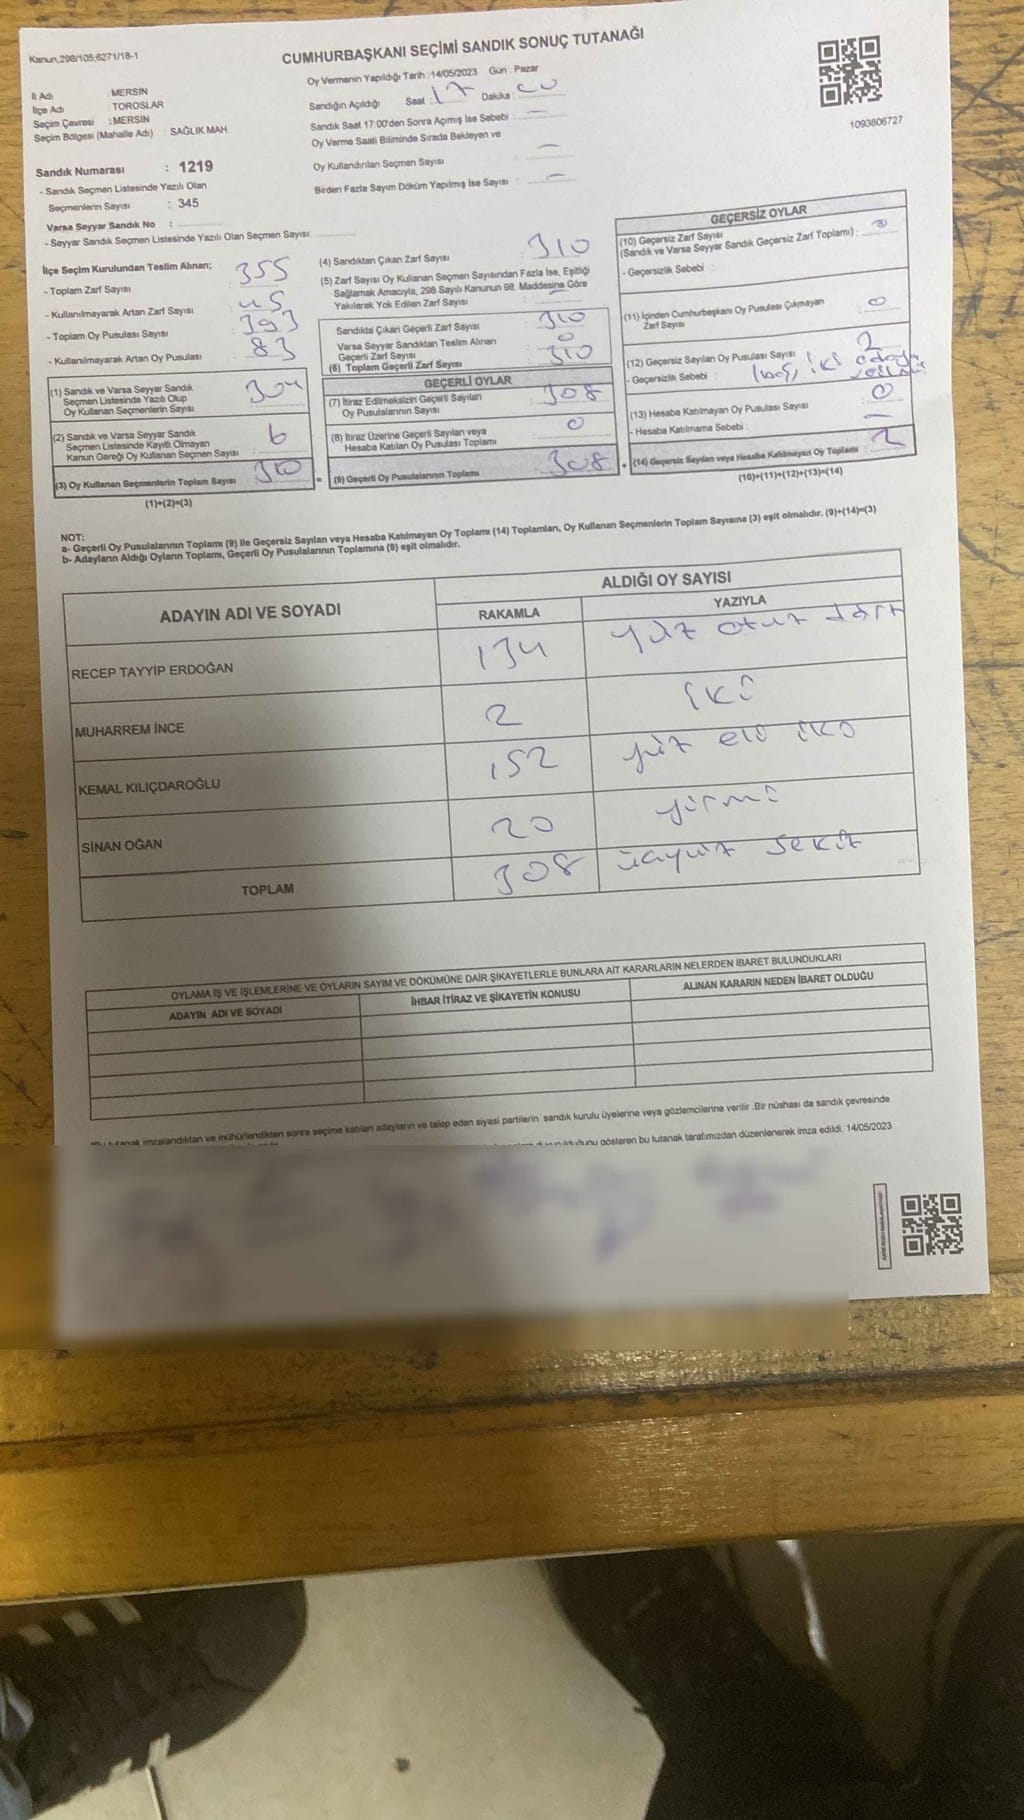 Kanun,298/105;6271/18-1
CUMHURBAŞKANI SEÇİMİ SANDIK SONUÇ TUTANAĞI
İl Adı : MERSİN
İlçe Adı : TOROSLAR
Seçim Çevresi : MERSİN
Seçim Bölgesi (Mahalle Adı) : SAĞLIK MAH.
Oy Vermenin Yapıldığı Tarih :14/05/2023 Gün : Pazar
Sandığın Açıldığı Saat : 17 Dakika : 00
Sandık Saat 17:00'den Sonra Açımış İse Sebebi : —
Oy Verme Saati Bitiminde Sırada Bekleyen ve
Oy Kullandırılan Seçmen Sayısı : —
Birden Fazla Sayım Döküm Yapılmış İse Sayısı : —
1093806727
Sandık Numarası : 1219
- Sandık Seçmen Listesinde Yazılı Olan
Seçmenlerin Sayısı : 345
Varsa Seyyar Sandık No :
- Seyyar Sandık Seçmen Listesinde Yazılı Olan Seçmen Sayısı:
İlçe Seçim Kurulundan Teslim Alınan;
- Toplam Zarf Sayısı : 355
- Kullanılmayarak Artan Zarf Sayısı : 45
- Toplam Oy Pusulası Sayısı : 393
- Kullanılmayarak Artan Oy Pusulası : 83
(1) Sandık ve Varsa Seyyar Sandık
Seçmen Listesinde Yazılı Olup
Oy Kullanan Seçmenlerin Sayısı : 304
(2) Sandık ve Varsa Seyyar Sandık
Seçmen Listesinde Kayıtlı Olmayan
Kanun Gereği Oy Kullanan Seçmen Sayısı : 6
(3) Oy Kullanan Seçmenlerin Toplam Sayısı 310
(1)+(2)=(3)
(4) Sandıktan Çıkan Zarf Sayısı : 310
(5) Zarf Sayısı Oy Kullanan Seçmen Sayısından Fazla İse, Eşitliği
Sağlamak Amacıyla, 298 Sayılı Kanunun 98. Maddesine Göre
Yakılarak Yok Edilen Zarf Sayısı : —
Sandıkta Çıkan Geçerli Zarf Sayısı : 310
Varsa Seyyar Sandıktan Teslim Alınan
Geçerli Zarf Sayısı : 0
(6) Toplam Geçerli Zarf Sayısı : 310
GEÇERLİ OYLAR
(7) İtiraz Edilmeksizin Geçerli Sayılan
Oy Pusulalarının Sayısı : 308
(8) İtiraz Üzerine Geçerli Sayılan veya
Hesaba Katılan Oy Pusulası Toplamı : 0
= (9) Geçerli Oy Pusulalarının Toplamı : 308 +
GEÇERSİZ OYLAR
(10) Geçersiz Zarf Sayısı
(Sandık ve Varsa Seyyar Sandık Geçersiz Zarf Toplamı) : 0
- Geçersizlik Sebebi :
(11) İçinden Cumhurbaşkanı Oy Pusulası Çıkmayan
Zarf Sayısı : 0
(12) Geçersiz Sayılan Oy Pusulası Sayısı : 2
- Geçersizlik Sebebi : 1 boş, iki adaya
(13) Hesaba Katılmayan Oy Pusulası Sayısı : 0
- Hesaba Katılmama Sebebi : —
(14) Geçersiz Sayılan veya Hesaba Katılmayan Oy Toplamı : 2
(10)+(11)+(12)+(13)=(14)
NOT:
a- Geçerli Oy Pusulalarının Toplamı (9) ile Geçersiz Sayılan veya Hesaba Katılmayan Oy Toplamı (14) Toplamları, Oy Kullanan Seçmenlerin Toplam Sayısına (3) eşit olmalıdır. (9)+(14)=(3)
b- Adayların Aldığı Oyların Toplamı, Geçerli Oy Pusulalarının Toplamına (9) eşit olmalıdır.
ADAYIN ADI VE SOYADI ALDIĞI OY SAYISI
RAKAMLA YAZIYLA
RECEP TAYYİP ERDOĞAN 134 yüz otuz dört
MUHARREM İNCE 2 iki
KEMAL KILIÇDAROĞLU 152 yüz elli iki
SİNAN OĞAN 20 yirmi
TOPLAM 308 üçyüz sekiz
OYLAMA İŞ VE İŞLEMLERİNE VE OYLARIN SAYIM VE DÖKÜMÜNE DAİR ŞİKAYETLERLE BUNLARA AİT KARARLARIN NELERDEN İBARET BULUNDUKLARI
ADAYIN ADI VE SOYADI İHBAR İTİRAZ VE ŞİKAYETİN KONUSU ALINAN KARARIN NEDEN İBARET OLDUĞU
tutanak imzalandıktan ve mühürlendikten sonra seçime katılan adayların ve talep eden siyasi partilerin sandık kurulu üyelerine veya gözlemcilerine verilir .Bir nüshası da sandık çevresinde
gösteren bu tutanak tarafımızdan düzenlenerek imza edildi. 14/05/2023